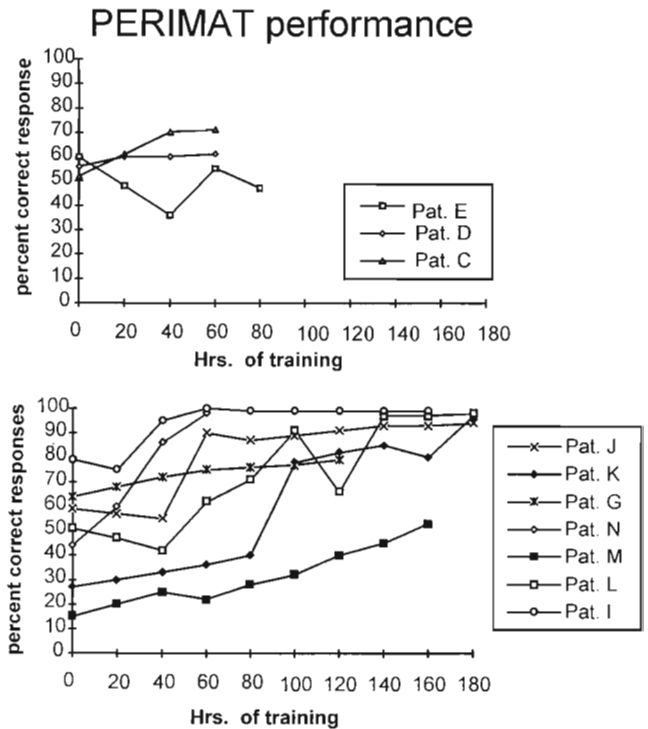 PERIMAT performance
percent correct response
100
90
80
70
60
50
40
30
20
10
0
0 20 40 60 80 100 120 140 160 180
Hrs. of training
Pat. E
Pat. D
Pat. C
percent correct responses
100
90
80
70
60
50
40
30
20
10
0
0 20 40 60 80 100 120 140 160 180
Hrs. of training
Pat. J
Pat. K
Pat. G
Pat. N
Pat. M
Pat. L
Pat. I